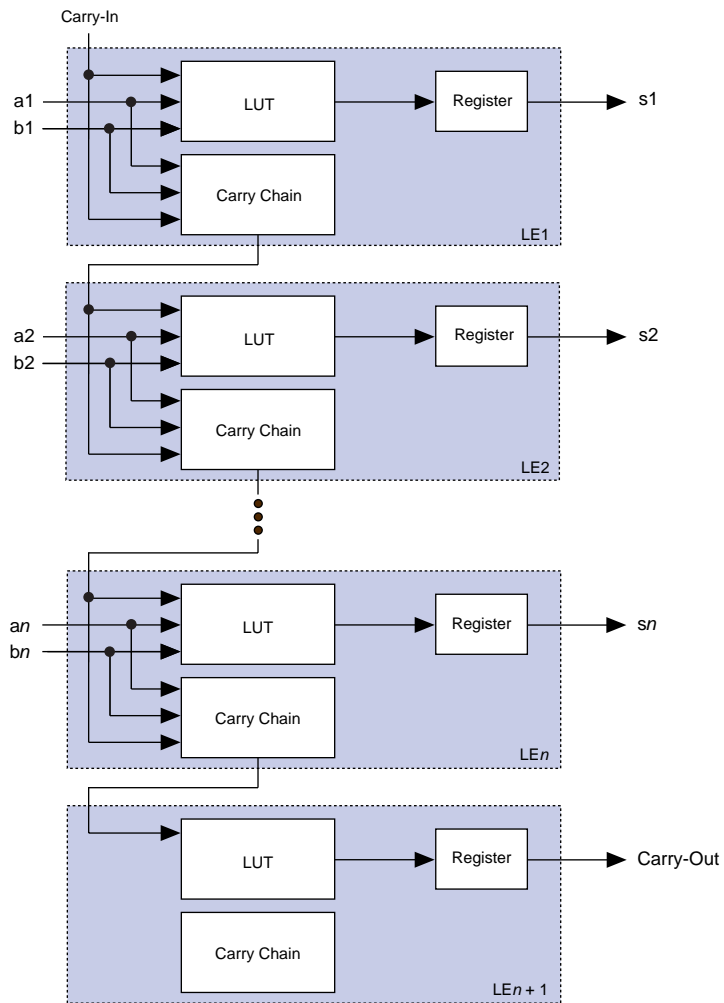 Carry-In
a1
b1
LUT
Register
s1
Carry Chain
LE1
a2
b2
LUT
Register
s2
Carry Chain
LE2
an
bn
LUT
Register
sn
Carry Chain
LEn
LUT
Register
Carry-Out
Carry Chain
LEn + 1